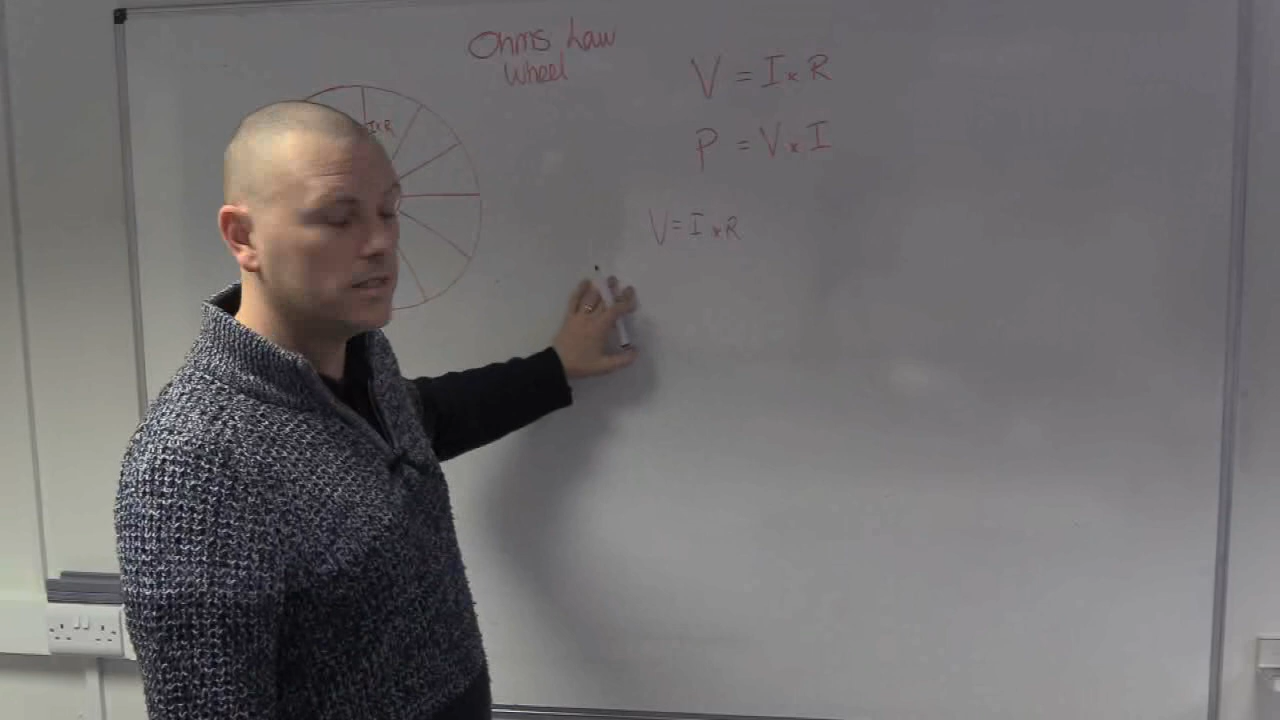 Ohms Law
Wheel
V = I × R
P = V × I
I × R
V = I × R